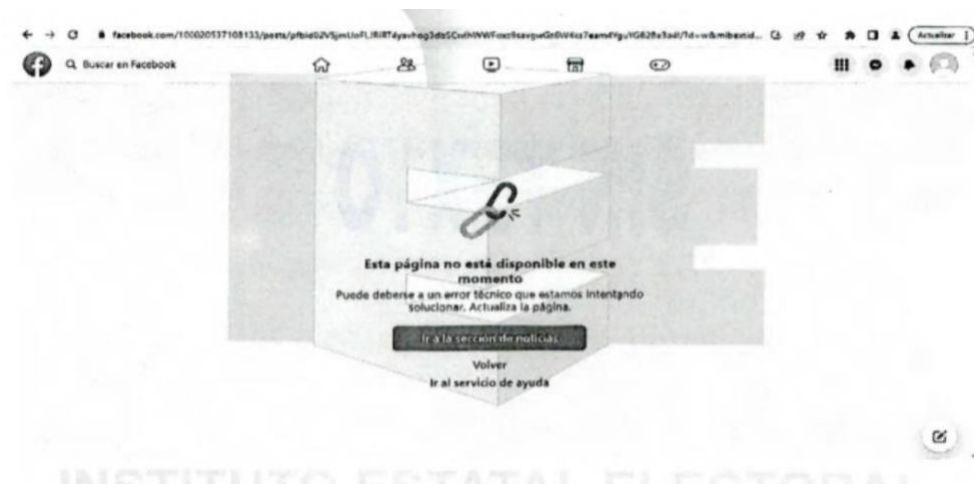 Actualizar
Buscar en Facebook
Esta página no está disponible en este
momento
Puede deberse a un error técnico que estamos intentando
solucionar. Actualiza la página.
Ir a la sección de noticias
Volver
Ir al servicio de ayuda
INSTITUTO ESTATAL ELECTORAL